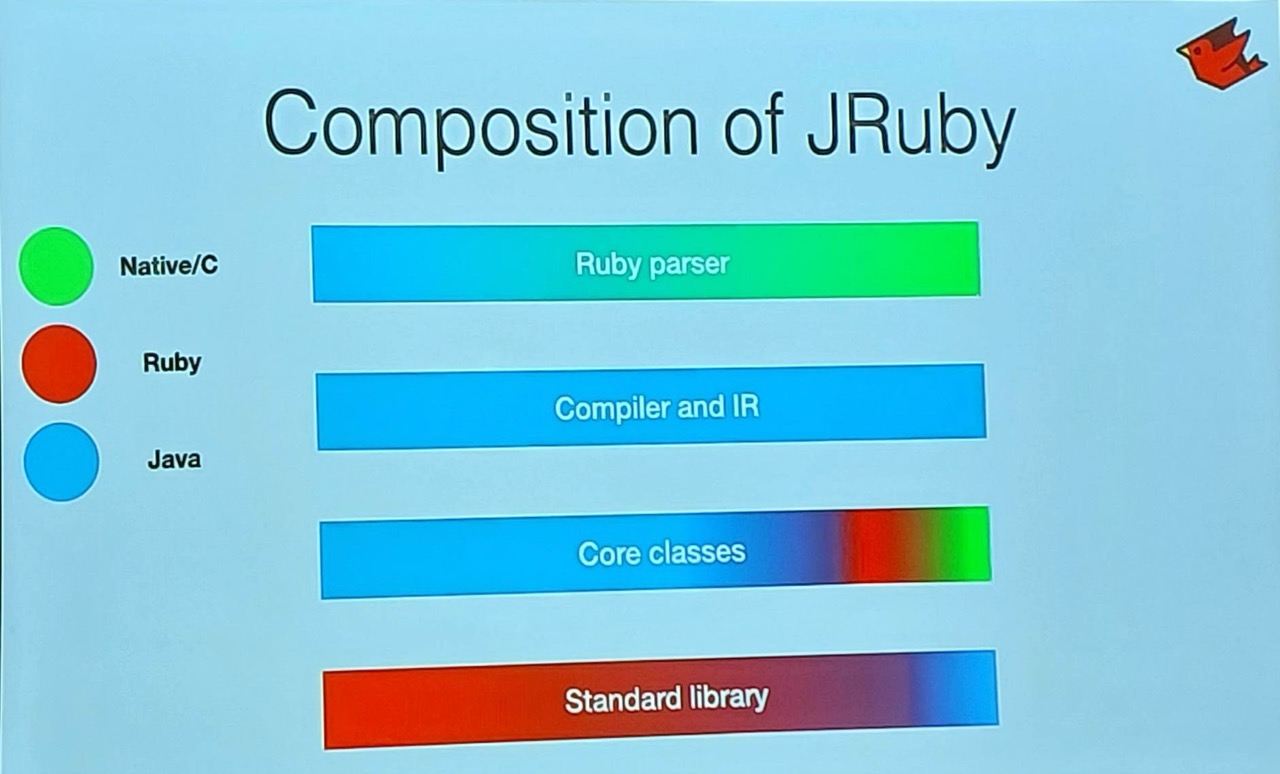 Composition of JRuby
Native/C
Ruby
Java
Ruby parser
Compiler and IR
Core classes
Standard library